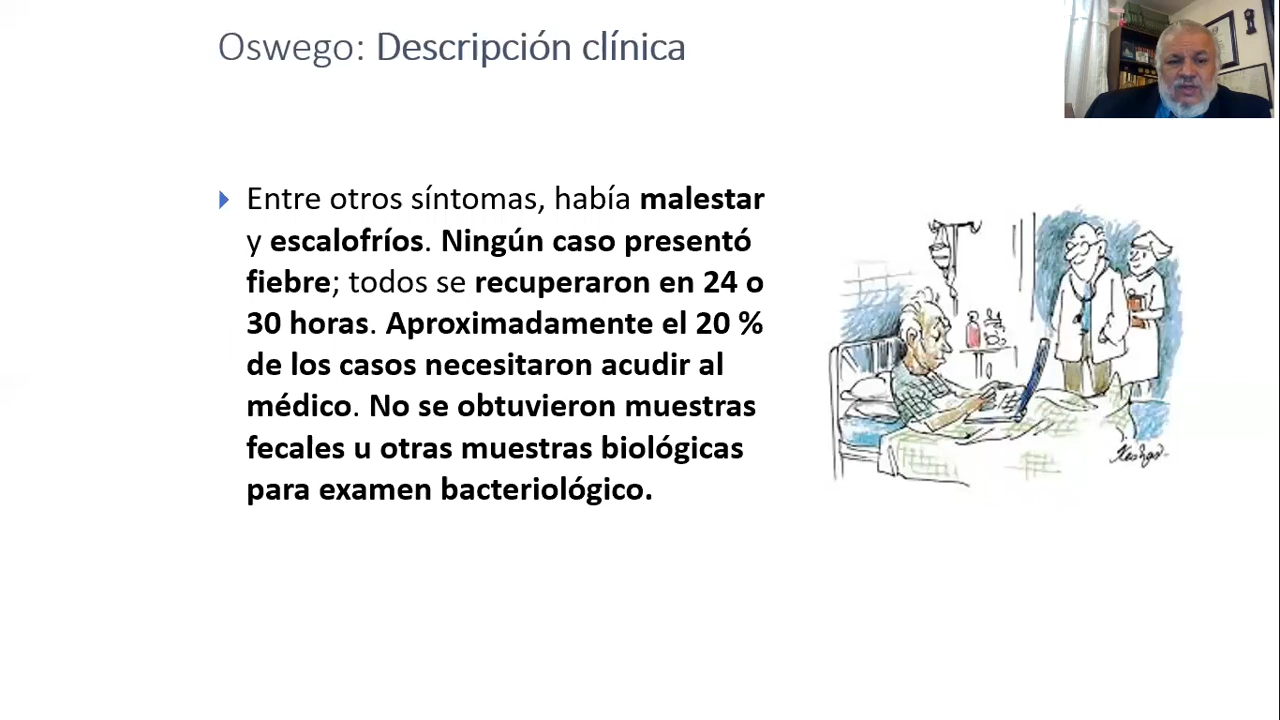 Oswego: Descripción clínica
Entre otros síntomas, había malestar
y escalofríos. Ningún caso presentó
fiebre; todos se recuperaron en 24 o
30 horas. Aproximadamente el 20 %
de los casos necesitaron acudir al
médico. No se obtuvieron muestras
fecales u otras muestras biológicas
para examen bacteriológico.